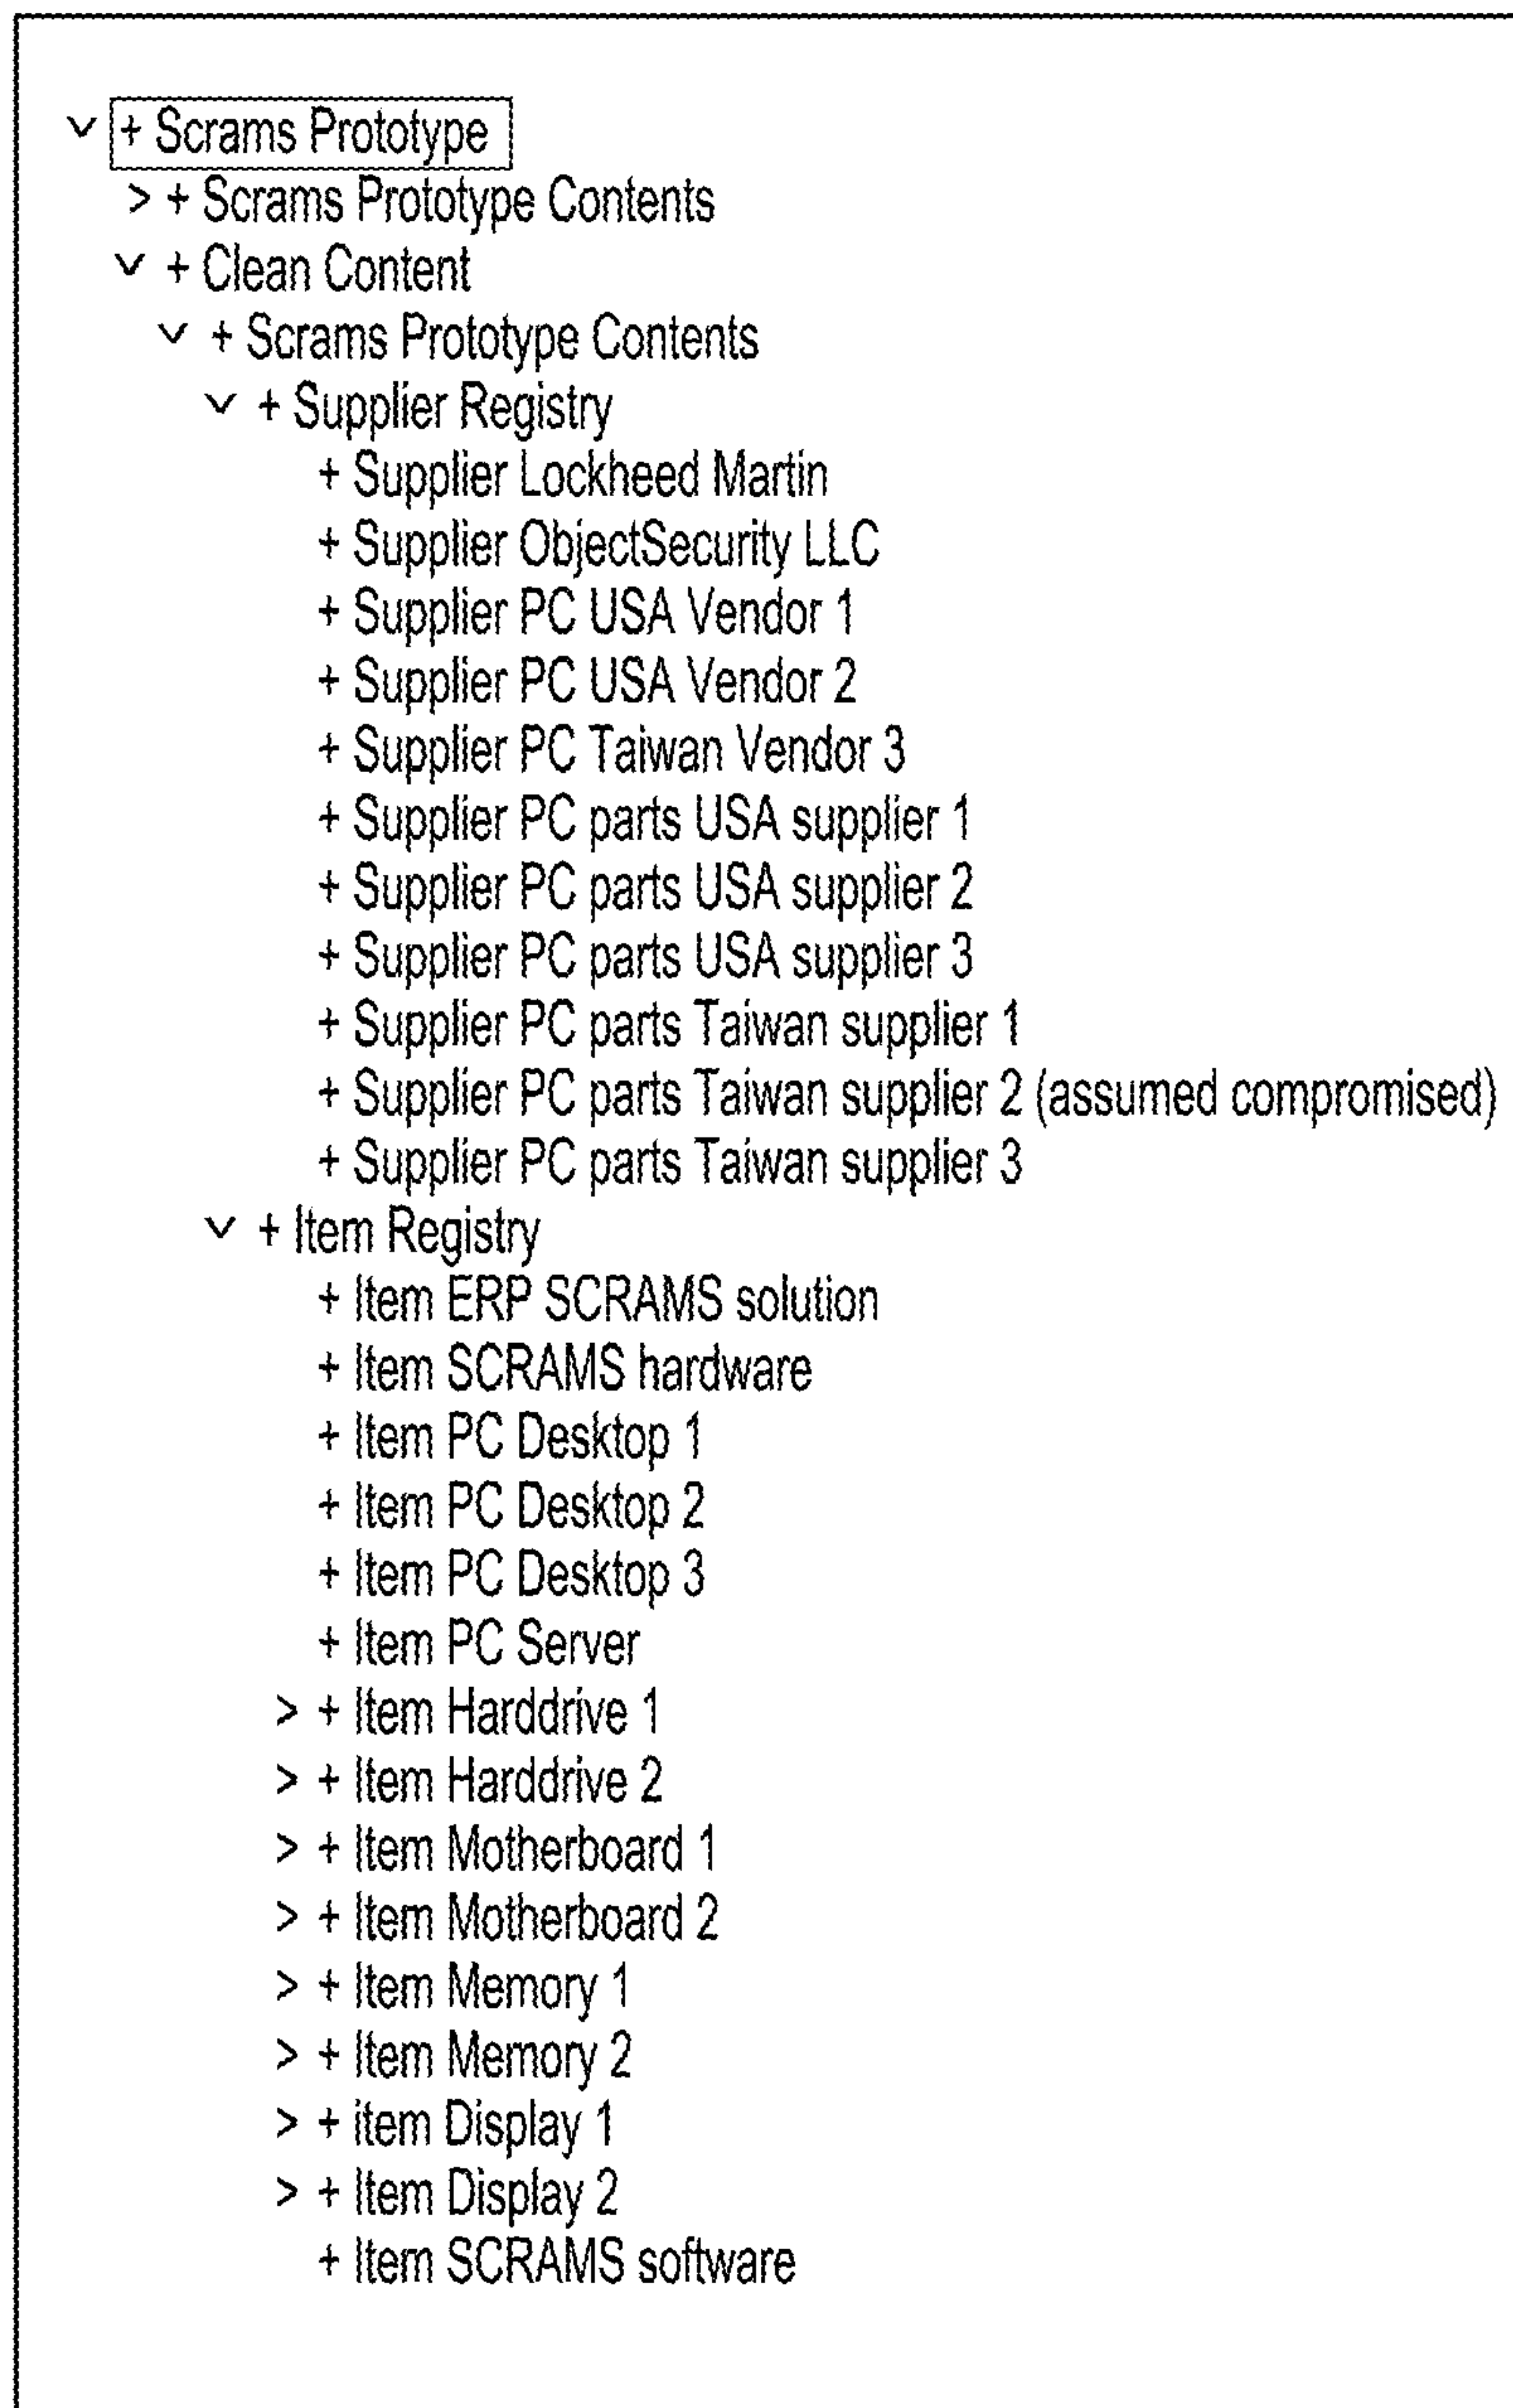 v + Scrams Prototype
> + Scrams Prototype Contents
v + Clean Content
v + Scrams Prototype Contents
v + Supplier Registry
+ Supplier Lockheed Martin
+ Supplier ObjectSecurity LLC
+ Supplier PC USA Vendor 1
+ Supplier PC USA Vendor 2
+ Supplier PC Taiwan Vendor 3
+ Supplier PC parts USA supplier 1
+ Supplier PC parts USA supplier 2
+ Supplier PC parts USA supplier 3
+ Supplier PC parts Taiwan supplier 1
+ Supplier PC parts Taiwan supplier 2 (assumed compromised)
+ Supplier PC parts Taiwan supplier 3
v + Item Registry
+ Item ERP SCRAMS solution
+ Item SCRAMS hardware
+ Item PC Desktop 1
+ Item PC Desktop 2
+ Item PC Desktop 3
+ Item PC Server
> + Item Harddrive 1
> + Item Harddrive 2
> + Item Motherboard 1
> + Item Motherboard 2
> + Item Memory 1
> + Item Memory 2
> + item Display 1
> + Item Display 2
+ Item SCRAMS software